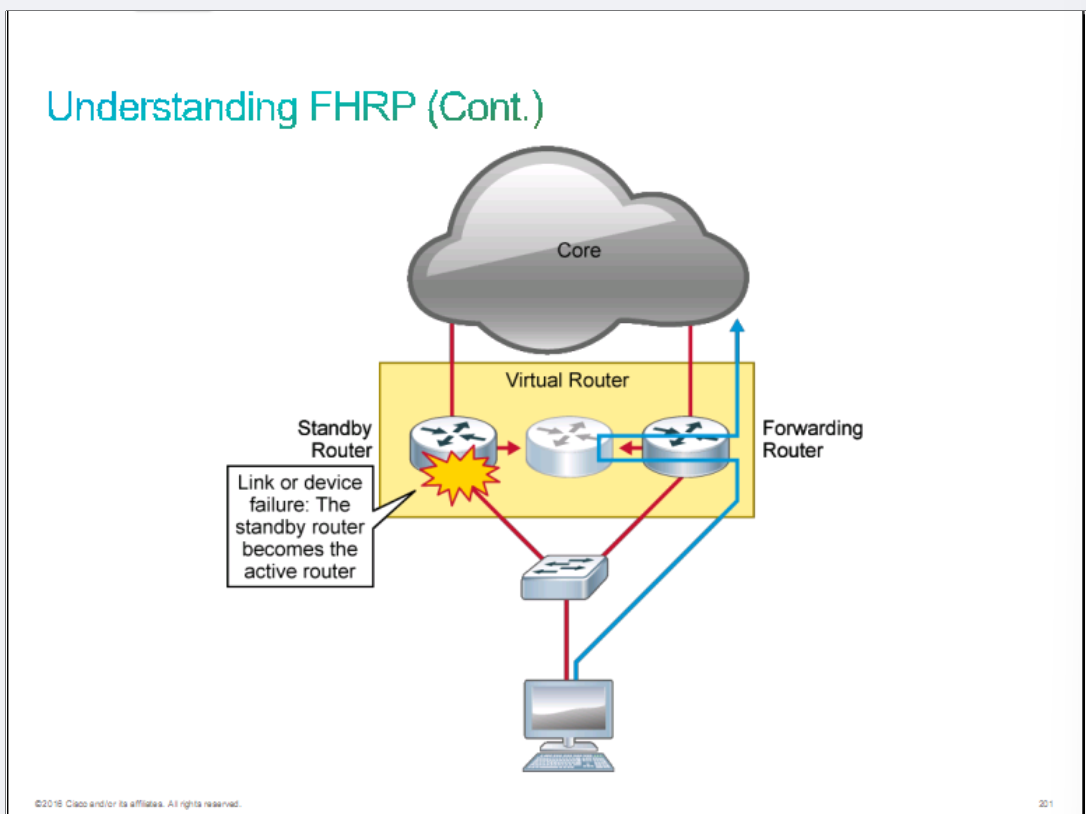 Understanding FHRP (Cont.)
Core
Virtual Router
Standby
Router
Forwarding
Router
Link or device
failure: The
standby router
becomes the
active router
©2016 Cisco and/or its affiliates. All rights reserved.
201